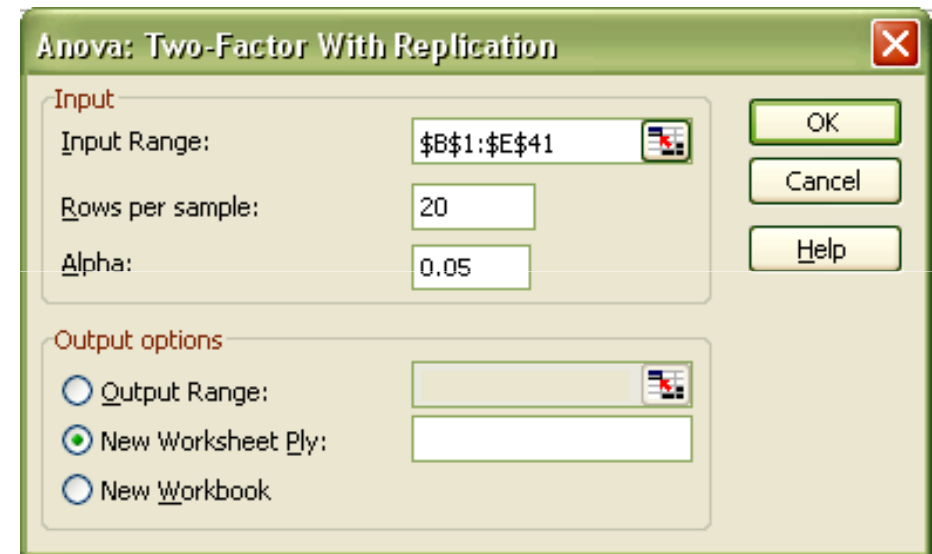 Anova: Two-Factor With Replication
Input
Input Range: $B$1:$E$41
Rows per sample: 20
Alpha: 0.05
OK
Cancel
Help
Output options
Output Range:
New Worksheet Ply:
New Workbook